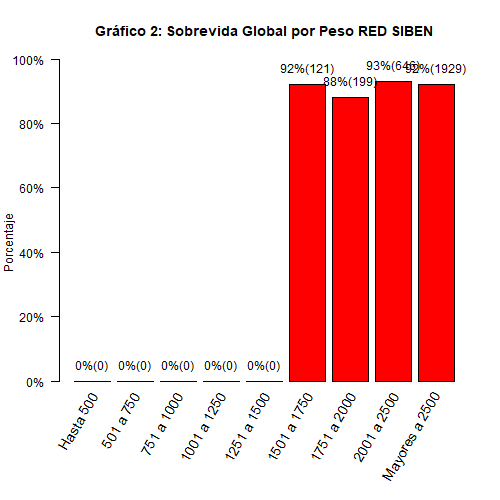 Gráfico 2: Sobrevida Global por Peso RED SIBEN
Porcentaje
100%
80%
60%
40%
20%
0%
0%(0)
0%(0)
0%(0)
0%(0)
0%(0)
92%(121)
88%(199)
93%(646)
92%(1929)
Hasta 500
501 a 750
751 a 1000
1001 a 1250
1251 a 1500
1501 a 1750
1751 a 2000
2001 a 2500
Mayores a 2500